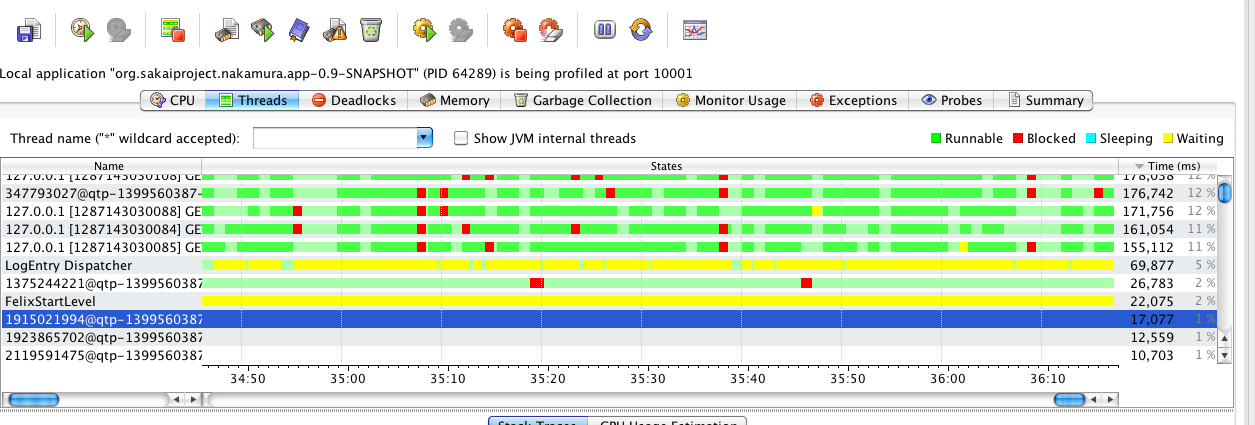 Local application "org.sakaiproject.nakamura.app-0.9-SNAPSHOT" (PID 64289) is being profiled at port 10001
CPU Threads Deadlocks Memory Garbage Collection Monitor Usage Exceptions Probes Summary
Thread name ("*" wildcard accepted): Show JVM internal threads Runnable Blocked Sleeping Waiting
Name States Time (ms)
127.0.0.1 [1287143030108] GE 178,038 12 %
347793027@qtp-1399560387- 176,742 12 %
127.0.0.1 [1287143030088] GE 171,756 12 %
127.0.0.1 [1287143030084] GE 161,054 11 %
127.0.0.1 [1287143030085] GE 155,112 11 %
LogEntry Dispatcher 69,877 5 %
1375244221@qtp-1399560387 26,783 2 %
FelixStartLevel 22,075 2 %
1915021994@qtp-1399560387 17,077 1 %
1923865702@qtp-1399560387 12,559 1 %
2119591475@qtp-1399560387 10,703 1 %
34:50 35:00 35:10 35:20 35:30 35:40 35:50 36:00 36:10
Stack Traces CPU Usage Estimation